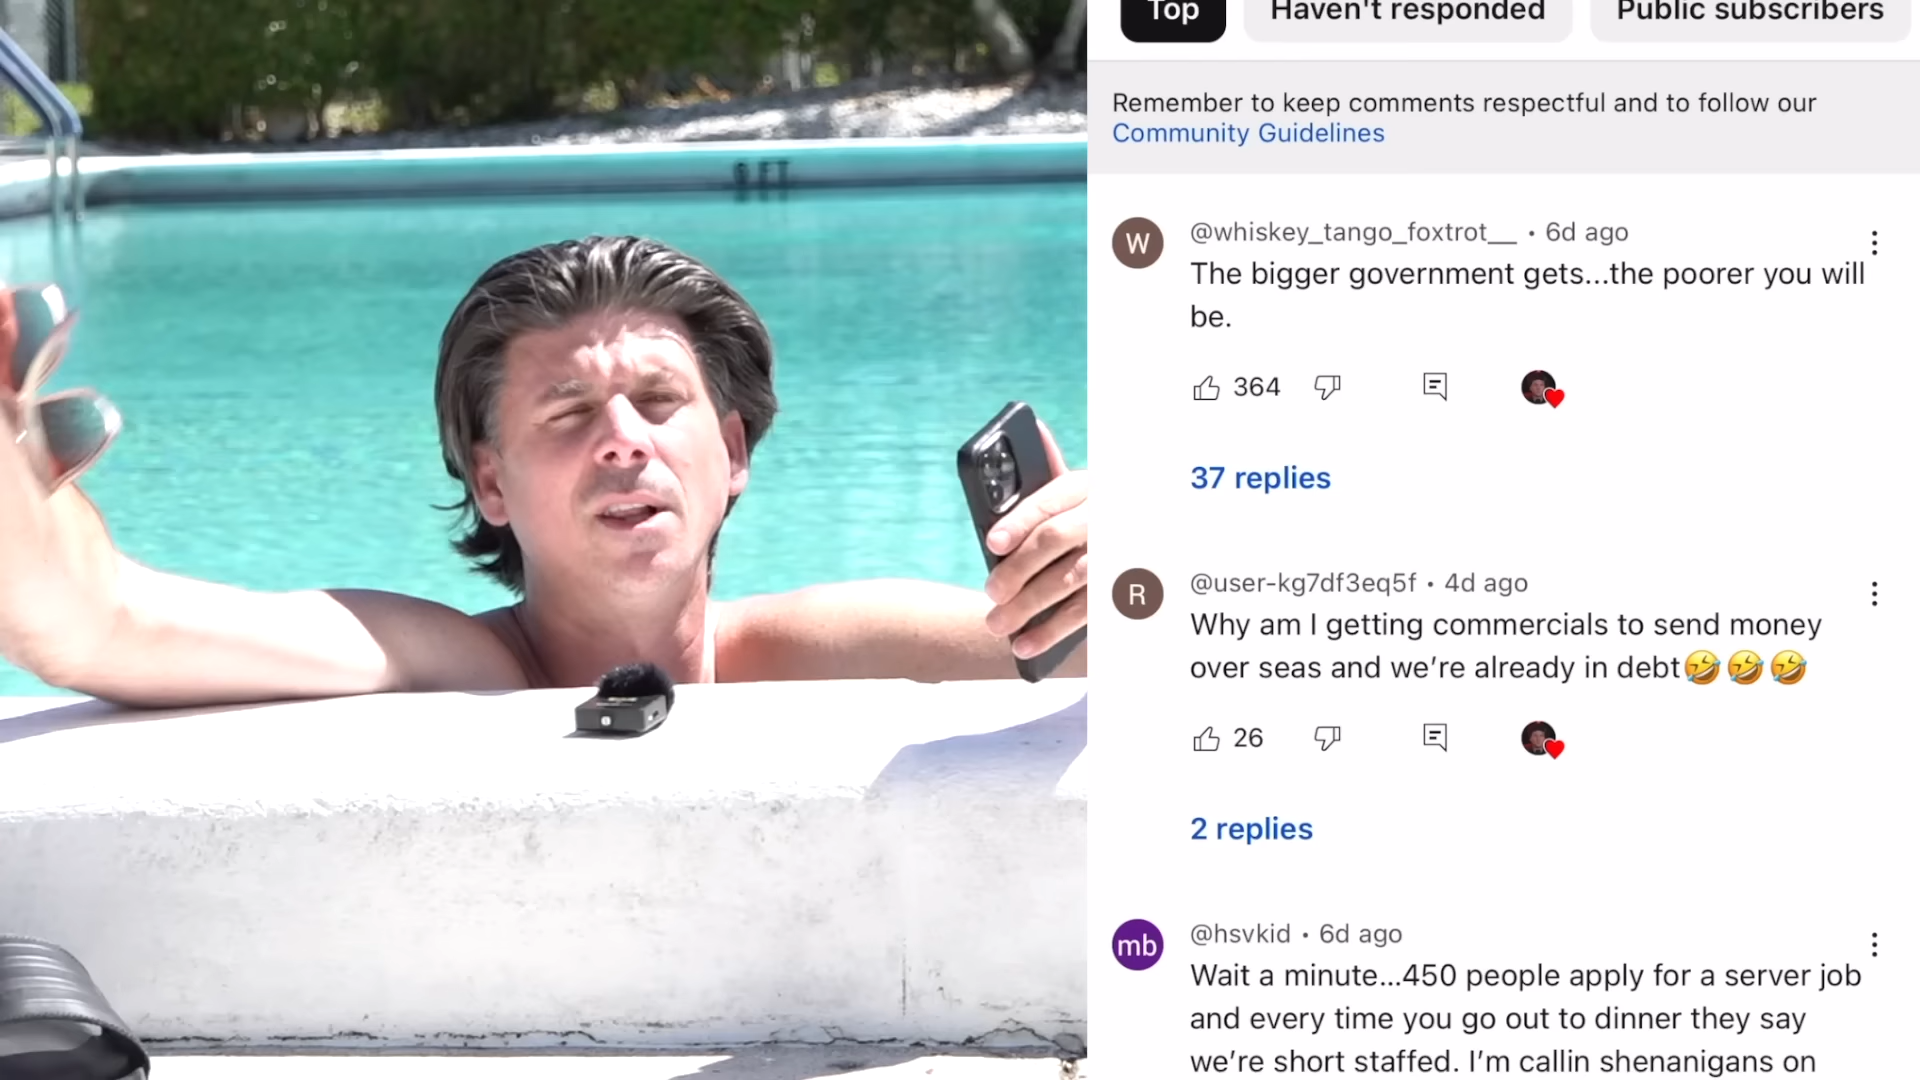 Top
Haven't responded
Public subscribers
Remember to keep comments respectful and to follow our
Community Guidelines
W
@whiskey_tango_foxtrot__ • 6d ago
The bigger government gets...the poorer you will
be.
364
37 replies
R
@user-kg7df3eq5f • 4d ago
Why am I getting commercials to send money
over seas and we're already in debt🤣🤣🤣
26
2 replies
mb
@hsvkid • 6d ago
Wait a minute...450 people apply for a server job
and every time you go out to dinner they say
we're short staffed. I'm callin shenanigans on